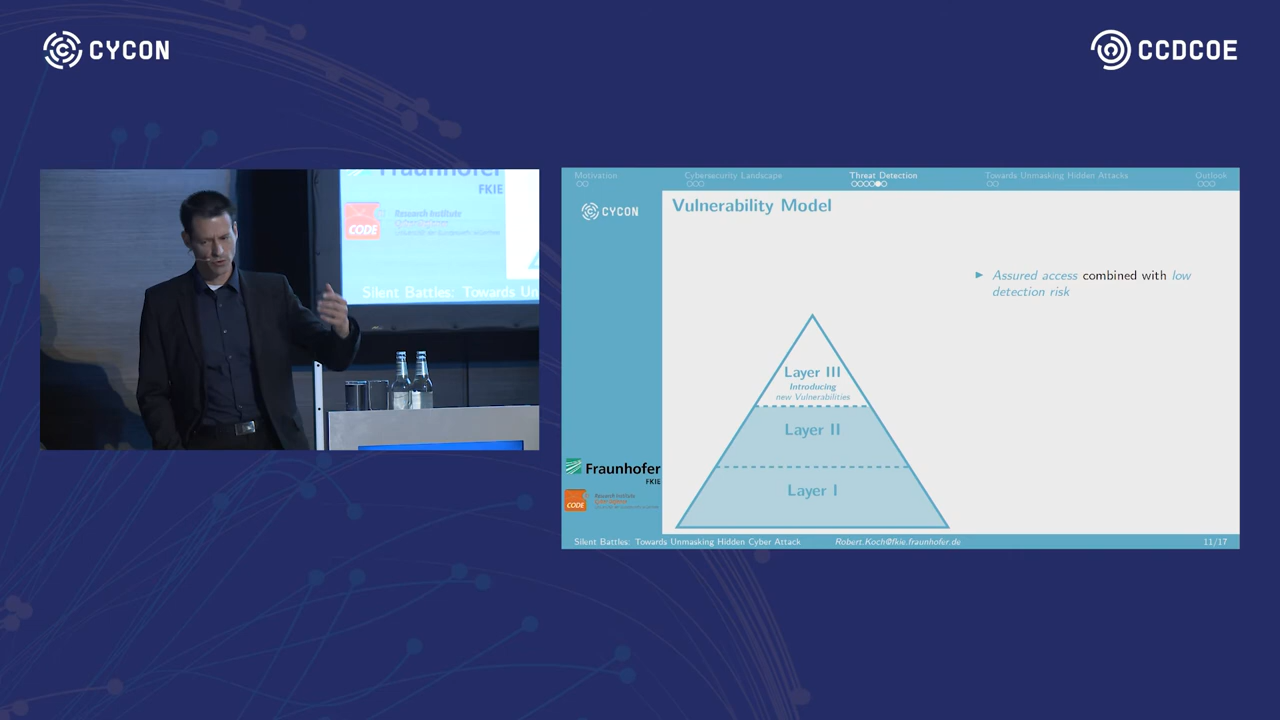 CYCON
CCDCOE
Fraunhofer
FKIE
CODE
Research Institute
Silent Battles: Towards Un
Motivation
Cybersecurity Landscape
Threat Detection
Towards Unmasking Hidden Attacks
Outlook
CYCON
Vulnerability Model
Assured access combined with low
detection risk
Layer III
Introducing
new Vulnerabilities
Layer II
Layer I
Fraunhofer
FKIE
CODE
Research Institute
Silent Battles: Towards Unmasking Hidden Cyber Attack
Robert.Koch@fkie.fraunhofer.de
11/17